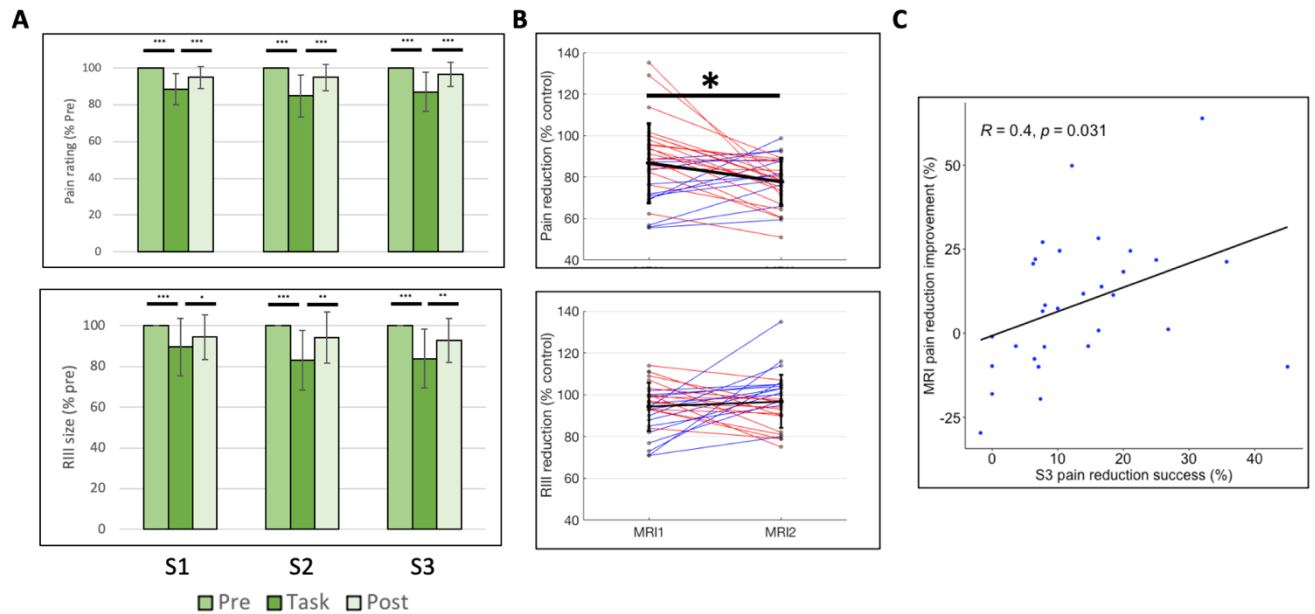 A
*** *** *** *** *** ***
Pain rating (% Pre)
100
80
60
40
20
0
*** * *** ** *** **
RIII size (% pre)
100
80
60
40
20
0
S1 S2 S3
Pre Task Post
B
*
Pain reduction (% control)
140
120
100
80
60
40
RIII reduction (% control)
140
120
100
80
60
40
MRI1 MRI2
C
R = 0.4, p = 0.031
MRI pain reduction improvement (%)
50
25
0
-25
0 10 20 30 40
S3 pain reduction success (%)